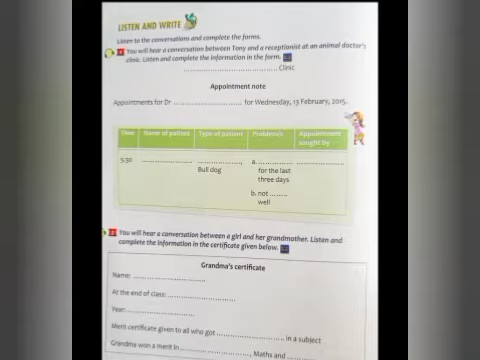 LISTEN AND WRITE
Listen to the conversations and complete the forms.
You will hear a conversation between Tony and a receptionist at an animal doctor's
clinic. Listen and complete the information in the form.
........................................ Clinic
Appointment note
Appointments for Dr ............................. for Wednesday, 13 February, 2015.
Time Name of patient Type of patient Problem/s Appointment
sought by
5:30 ..................... ...................., a................ .....................
Bull dog for the last
three days
b. not ........
well
You will hear a conversation between a girl and her grandmother. Listen and
complete the information in the certificate given below.
Grandma's certificate
Name: ..............................
At the end of class: .............................
Year: ..............................
Merit certificate given to all who got ............................. in a subject
Grandma won a merit in .............................., Maths and ............